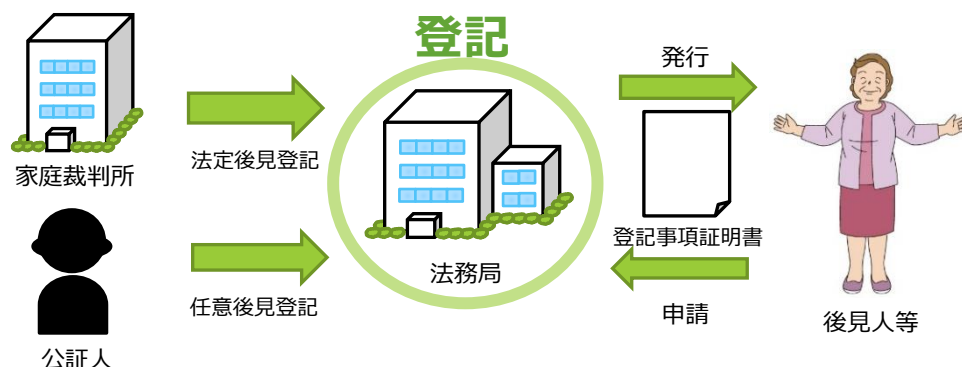 登記
家庭裁判所
法定後見登記
公証人
任意後見登記
法務局
発行
登記事項証明書
申請
後見人等